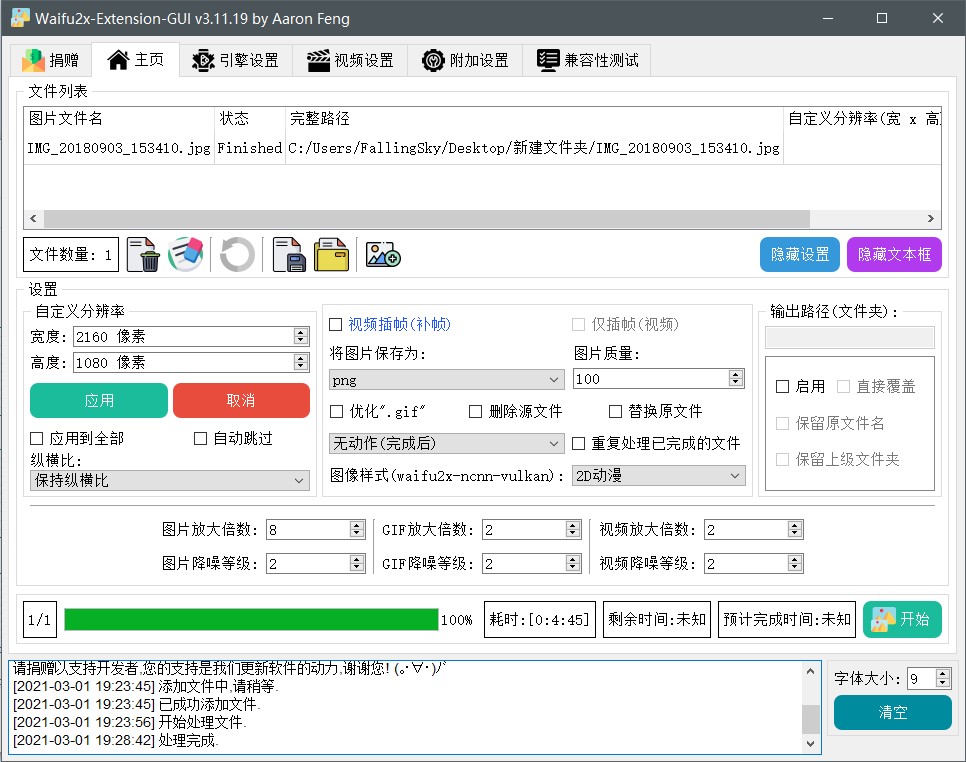 Waifu2x-Extension-GUI v3.11.19 by Aaron Feng
捐赠 主页 引擎设置 视频设置 附加设置 兼容性测试
文件列表
图片文件名 状态 完整路径 自定义分辨率(宽 x 高
IMG_20180903_153410.jpg Finished C:/Users/FallingSky/Desktop/新建文件夹/IMG_20180903_153410.jpg
文件数量: 1 隐藏设置 隐藏文本框
设置
自定义分辨率
宽度: 2160 像素
高度: 1080 像素
应用 取消
应用到全部 自动跳过
纵横比:
保持纵横比
视频插帧(补帧) 仅插帧(视频)
将图片保存为: 图片质量:
png 100
优化".gif" 删除源文件 替换原文件
无动作(完成后) 重复处理已完成的文件
图像样式(waifu2x-ncnn-vulkan): 2D动漫
输出路径(文件夹):
启用 直接覆盖
保留原文件名
保留上级文件夹
图片放大倍数: 8 GIF放大倍数: 2 视频放大倍数: 2
图片降噪等级: 2 GIF降噪等级: 2 视频降噪等级: 2
1/1 100% 耗时:[0:4:45] 剩余时间:未知 预计完成时间:未知 开始
请捐赠以支持开发者,您的支持是我们更新软件的动力,谢谢您! (｡･∀･)ﾉﾞ
[2021-03-01 19:23:45] 添加文件中,请稍等.
[2021-03-01 19:23:45] 已成功添加文件.
[2021-03-01 19:23:56] 开始处理文件.
[2021-03-01 19:28:42] 处理完成.
字体大小: 9
清空